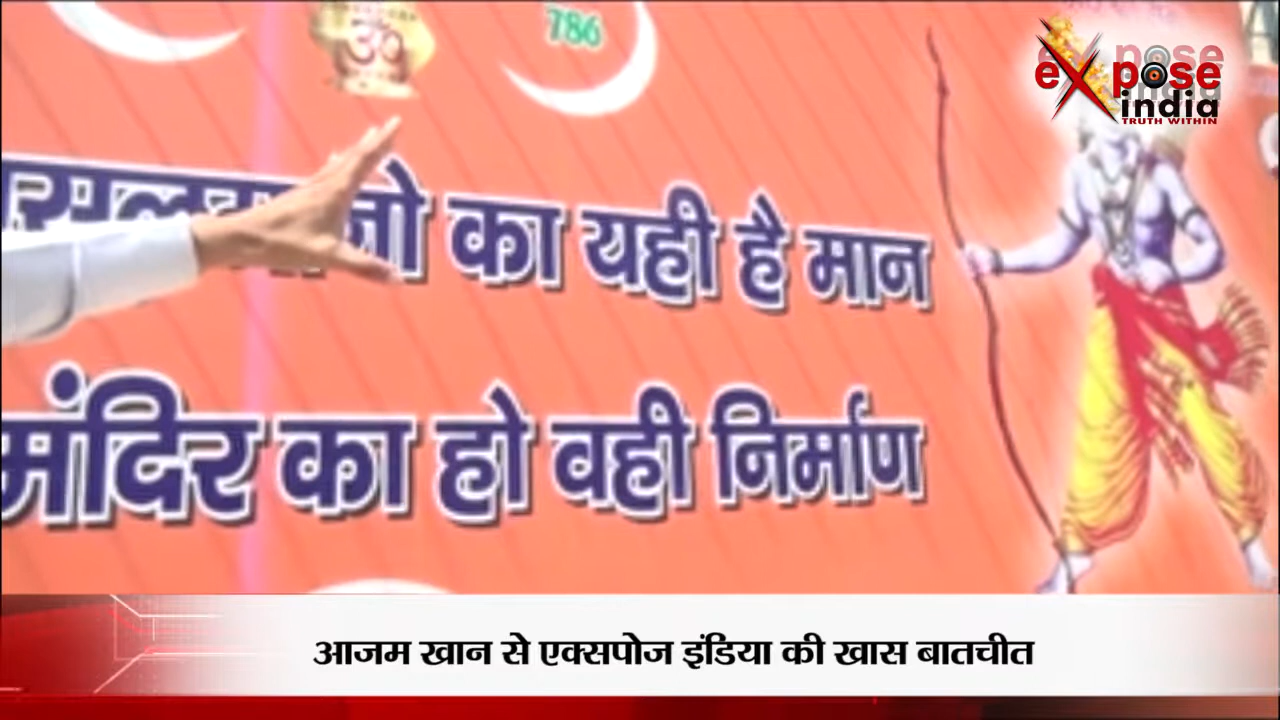 ॐ
786
eXpose
india
TRUTH WITHIN
का यही है मान
मंदिर का हो वही निर्माण
आजम खान से एक्सपोज इंडिया की खास बातचीत